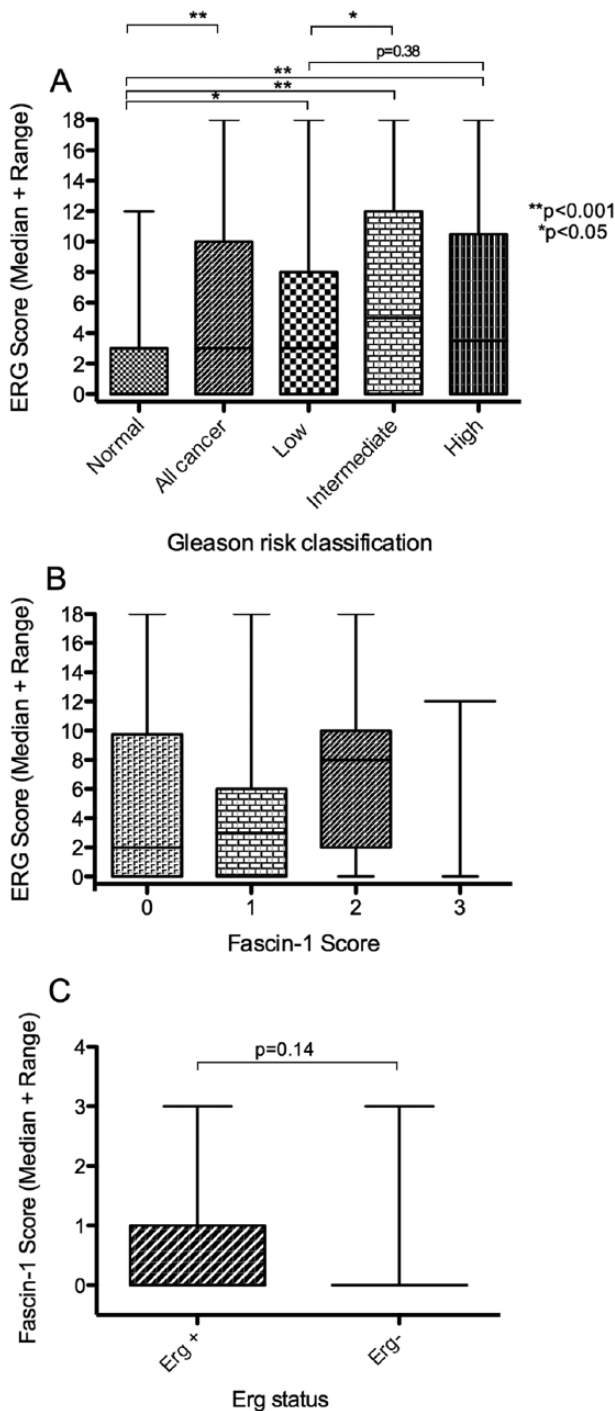 ** *
A p=0.38
**
**
*
ERG Score (Median + Range)
18
16
14
12
10
8
6
4
2
0
**p<0.001
*p<0.05
Normal
All cancer
Low
Intermediate
High
Gleason risk classification
B
ERG Score (Median + Range)
18
16
14
12
10
8
6
4
2
0
0 1 2 3
Fascin-1 Score
C
Fascin-1 Score (Median + Range)
4
3
2
1
0
p=0.14
Erg +
Erg-
Erg status